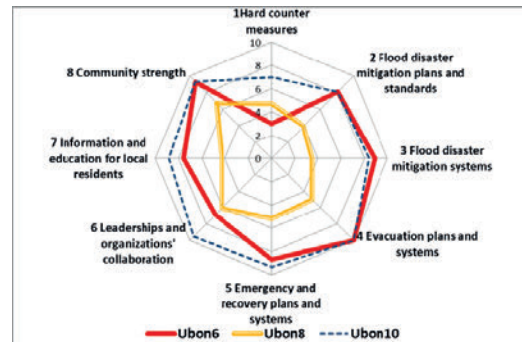 1Hard counter
measures
10
8
6
4
2
0
2 Flood disaster
mitigation plans and
standards
3 Flood disaster
mitigation systems
4 Evacuation plans and
systems
5 Emergency and
recovery plans and
systems
6 Leaderships and
organizations'
collaboration
7 Information and
education for local
residents
8 Community strength
Ubon6 Ubon8 Ubon10